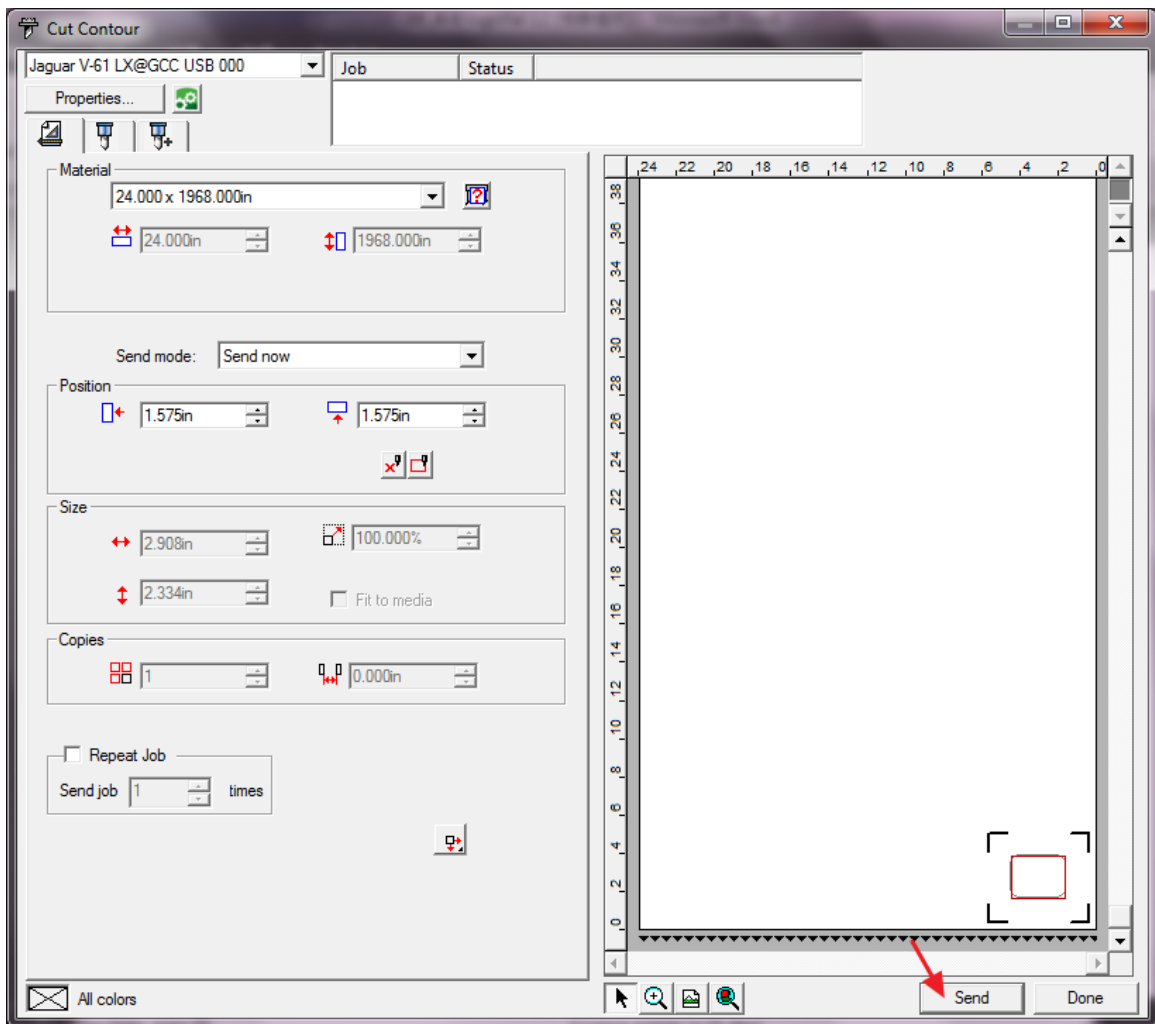 Cut Contour
Jaguar V-61 LX@GCC USB 000
Job Status
Properties...
Material
24.000 x 1968.000in
24.000in 1968.000in
Send mode: Send now
Position
1.575in 1.575in
Size
2.908in 100.000%
2.334in Fit to media
Copies
1 0.000in
Repeat Job
Send job 1 times
All colors
24 22 20 18 16 14 12 10 8 6 4 2 0
38
36
34
32
30
28
26
24
22
20
18
16
14
12
10
8
6
4
2
0
Send Done